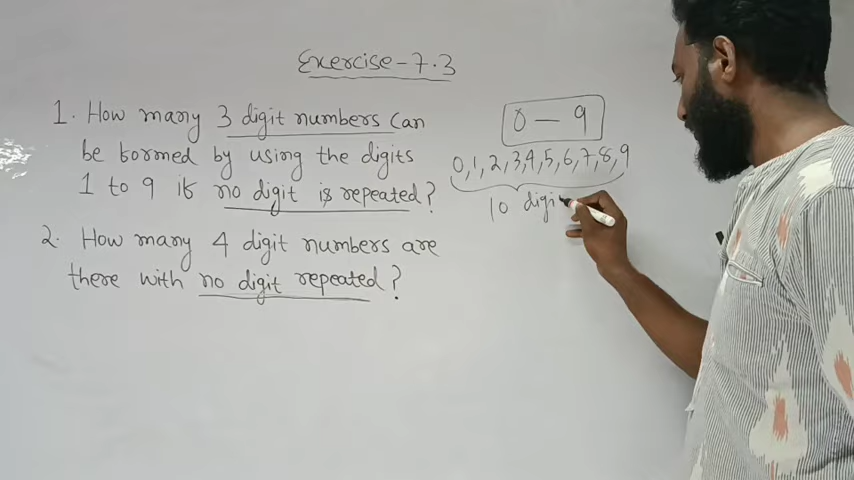 Exercise-7.3
1. How many 3 digit numbers can
be formed by using the digits
1 to 9 if no digit is repeated?
2. How many 4 digit numbers are
there with no digit repeated?
0 — 9
0,1,2,3,4,5,6,7,8,9
10 digi